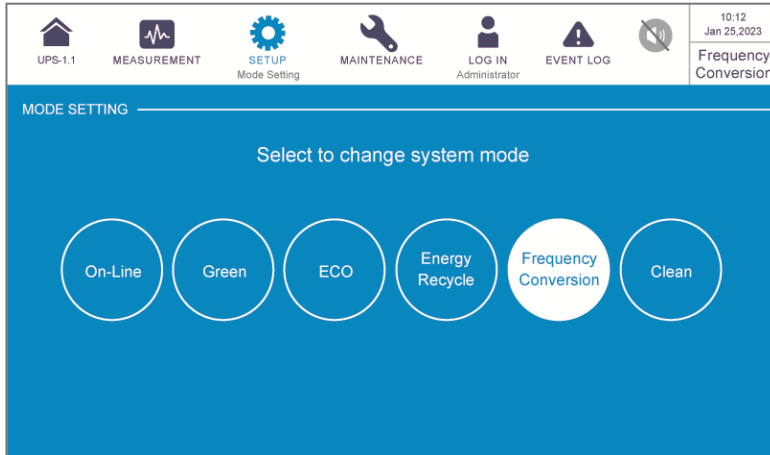 UPS-1.1
MEASUREMENT
SETUP
Mode Setting
MAINTENANCE
LOG IN
Administrator
EVENT LOG
10:12
Jan 25,2023
Frequency
Conversion
MODE SETTING
Select to change system mode
On-Line
Green
ECO
Energy
Recycle
Frequency
Conversion
Clean